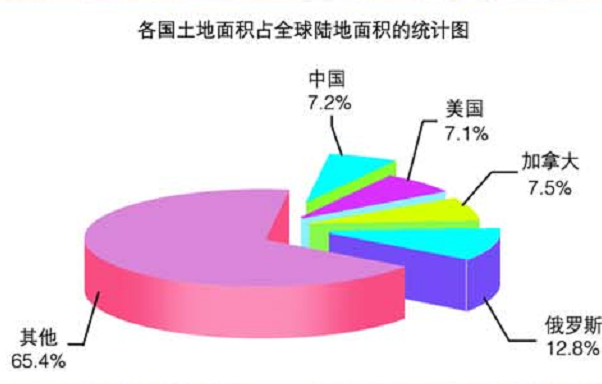 各国土地面积占全球陆地面积的统计图
中国
7.2%
美国
7.1%
加拿大
7.5%
俄罗斯
12.8%
其他
65.4%